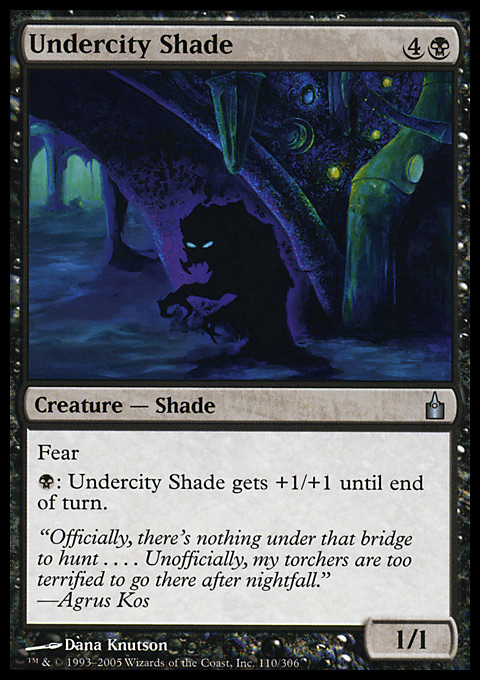 Undercity Shade 4
Creature — Shade
Fear
: Undercity Shade gets +1/+1 until end
of turn.
“Officially, there’s nothing under that bridge
to hunt . . . . Unofficially, my torchers are too
terrified to go there after nightfall.”
—Agrus Kos
Dana Knutson
1/1
™ & © 1993–2005 Wizards of the Coast, Inc. 110/306